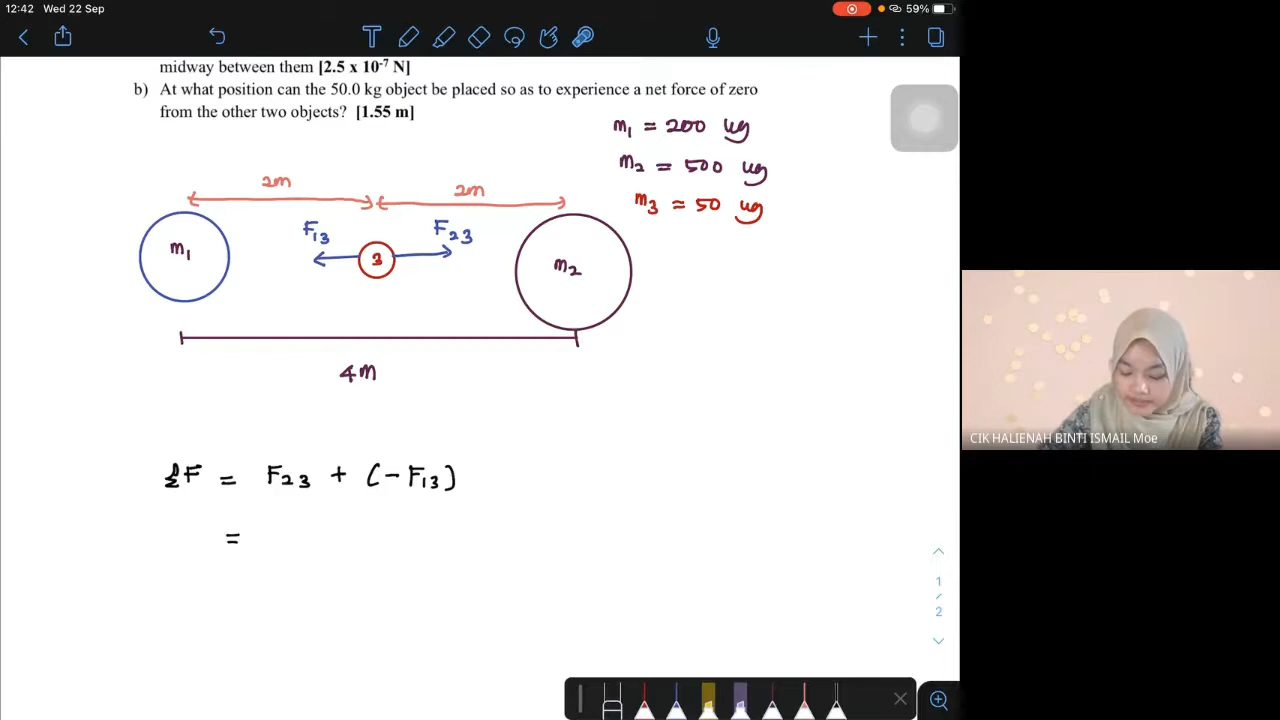 12:42 Wed 22 Sep
59%
midway between them [2.5 x 10⁻⁷ N]
b) At what position can the 50.0 kg object be placed so as to experience a net force of zero
from the other two objects? [1.55 m]
m₁ = 200 kg
m₂ = 500 kg
m₃ = 50 kg
2m
2m
F₁₃
F₂₃
m₁
3
m₂
4m
ΣF = F₂₃ + (-F₁₃)
=
CIK HALIENAH BINTI ISMAIL Moe
1
/
2